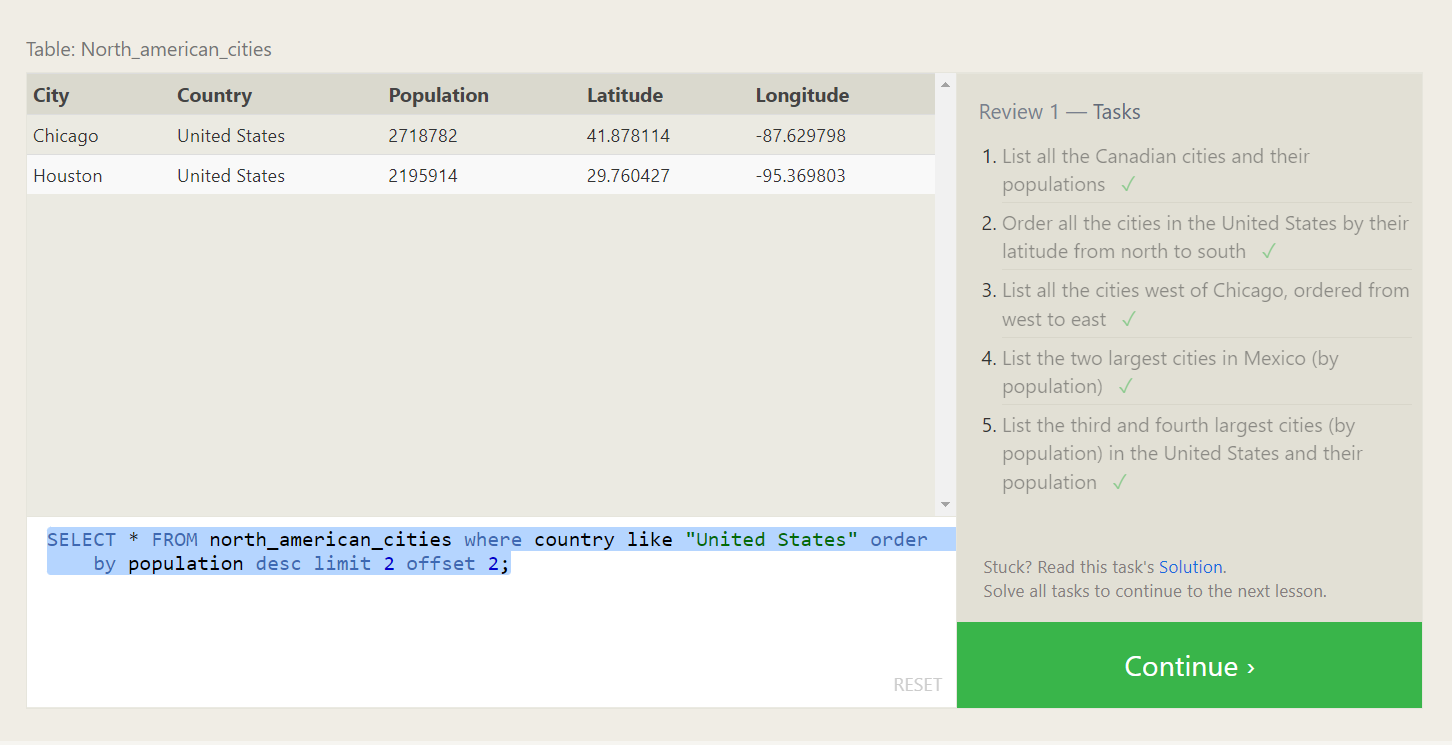 Table: North_american_cities
City Country Population Latitude Longitude
Chicago United States 2718782 41.878114 -87.629798
Houston United States 2195914 29.760427 -95.369803
SELECT * FROM north_american_cities where country like "United States" order
by population desc limit 2 offset 2;
RESET
Review 1 — Tasks
1. List all the Canadian cities and their
populations ✓
2. Order all the cities in the United States by their
latitude from north to south ✓
3. List all the cities west of Chicago, ordered from
west to east ✓
4. List the two largest cities in Mexico (by
population) ✓
5. List the third and fourth largest cities (by
population) in the United States and their
population ✓
Stuck? Read this task's Solution.
Solve all tasks to continue to the next lesson.
Continue ›